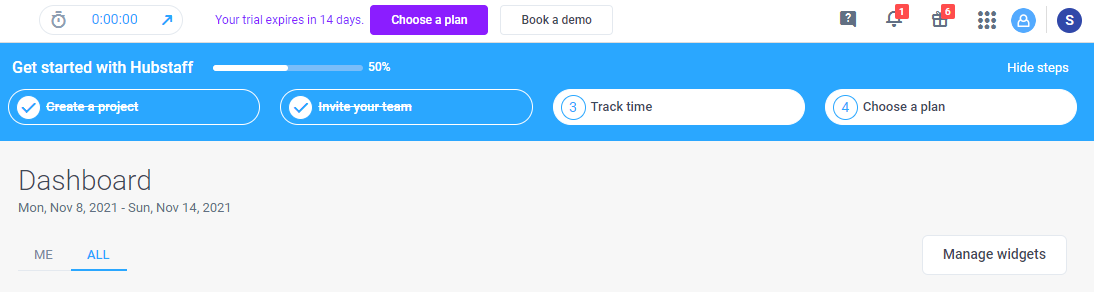 0:00:00
Your trial expires in 14 days.
Choose a plan
Book a demo
?
1
6
S
Get started with Hubstaff
50%
Hide steps
Create a project
Invite your team
3 Track time
4 Choose a plan
Dashboard
Mon, Nov 8, 2021 - Sun, Nov 14, 2021
ME
ALL
Manage widgets